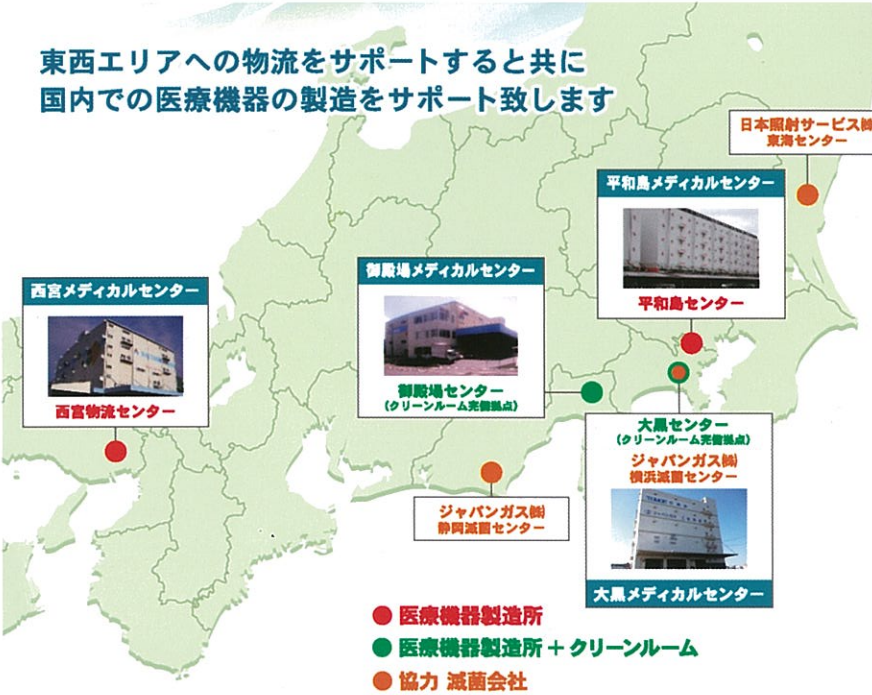 東西エリアへの物流をサポートすると共に
国内での医療機器の製造をサポート致します
日本照射サービス㈱
東海センター
平和島メディカルセンター
平和島センター
御殿場メディカルセンター
御殿場センター
(クリーンルーム完備拠点)
西宮メディカルセンター
西宮物流センター
大黒センター
(クリーンルーム完備拠点)
ジャパンガス㈱
横浜滅菌センター
大黒メディカルセンター
ジャパンガス㈱
静岡滅菌センター
医療機器製造所
医療機器製造所 + クリーンルーム
協力 滅菌会社